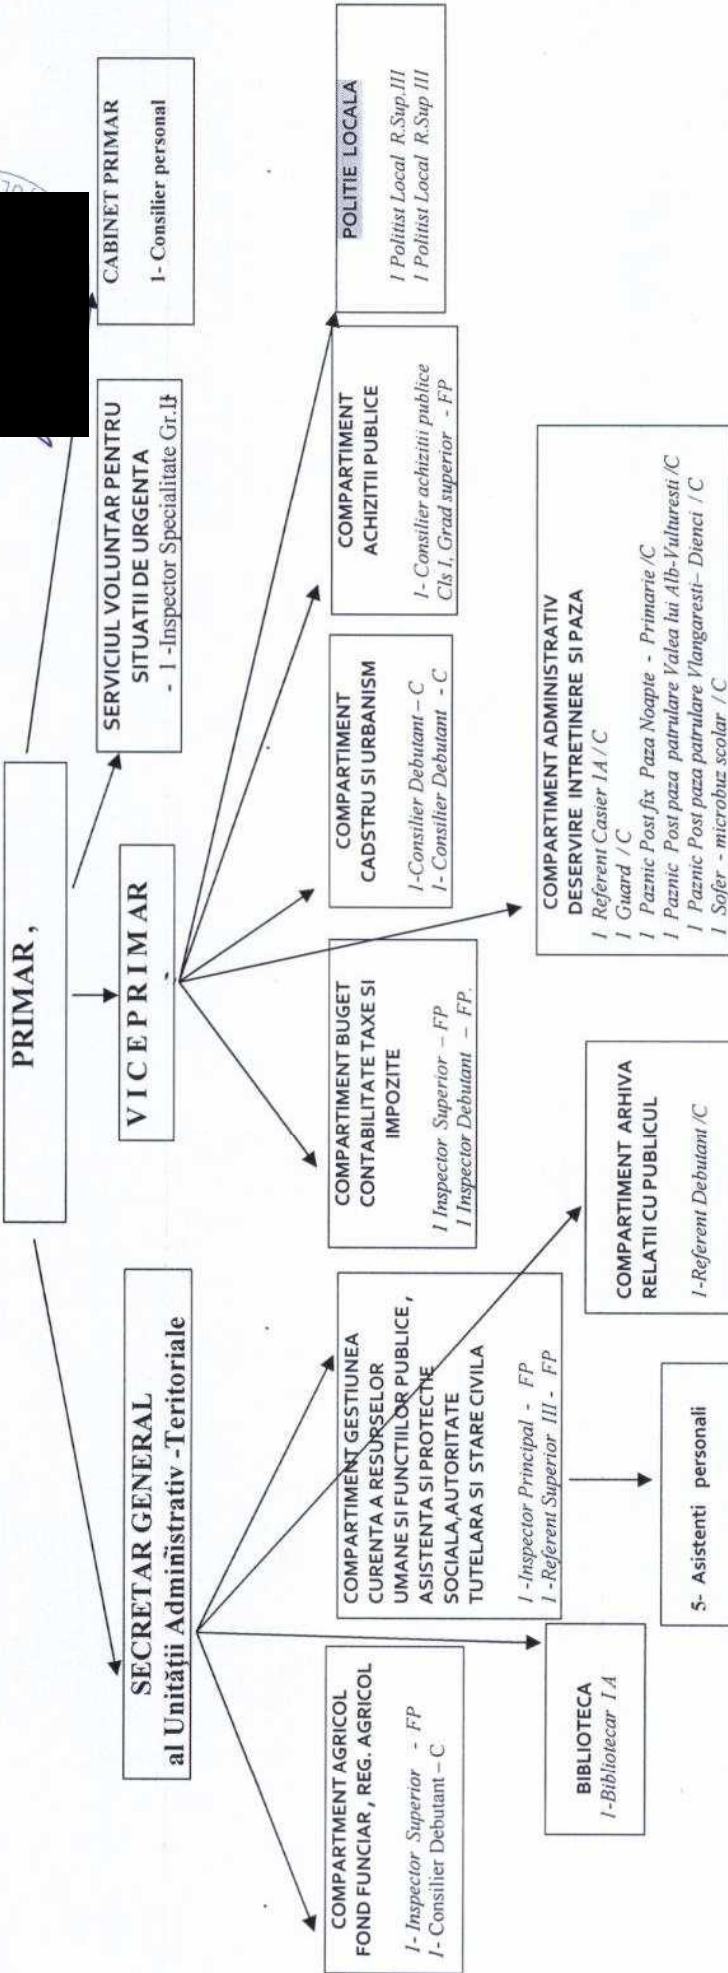 PRIMAR ,
CABINET PRIMAR
1- Consilier personal
SERVICIUL VOLUNTAR PENTRU
SITUATII DE URGENTA
- 1 -Inspector Specialitate Gr.II
VICEPRIMAR
SECRETAR GENERAL
al Unităţii Administrativ -Teritoriale
COMPARTMENT AGRICOL
FOND FUNCIAR , REG. AGRICOL
1- Inspector Superior - FP
1- Consilier Debutant – C
COMPARTIMENT GESTIUNEA
CURENTA A RESURSELOR
UMANE SI FUNCTIILOR PUBLICE ,
ASISTENTA SI PROTECTIE
SOCIALA,AUTORITATE
TUTELARA SI STARE CIVILA
1 -Inspector Principal - FP
1 -Referent Superior III - FP
COMPARTIMENT BUGET
CONTABILITATE TAXE SI
IMPOZITE
1 Inspector Superior – FP
1 Inspector Debutant – FP.
COMPARTIMENT
CADSTRU SI URBANISM
1-Consilier Debutant – C
1- Consilier Debutant - C
COMPARTIMENT
ACHIZITII PUBLICE
1- Consilier achizitii publice
Cls I, Grad superior - FP
POLITIE LOCALA
1 Politist Local R.Sup.III
1 Politist Local R.Sup III
BIBLIOTECA
1-Bibliotecar IA
5- Asistenti personali
COMPARTIMENT ARHIVA
RELATII CU PUBLICUL
1-Referent Debutant /C
COMPARTIMENT ADMINISTRATIV
DESERVIRE INTRETINERE SI PAZA
1 Referent Casier IA / C
1 Guard / C
1 Paznic Post fix Paza Noapte - Primarie /C
1 Paznic Post paza patrulare Valea lui Alb-Vulturesti /C
1 Paznic Post paza patrulare Vlangaresti– Dienci / C
1 Sofer - microbuz scolar / C